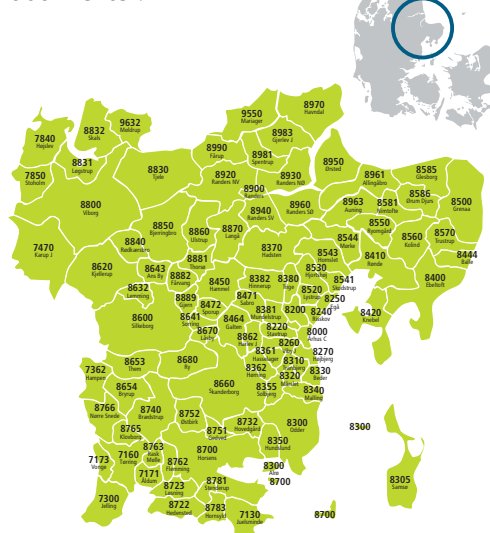 8970
Havndal
9550
Mariager
9632
Møldrup
8832
Skals
8983
Gjerlev J
7840
Højslev
8990
Fårup
8981
Spentrup
8950
Ørsted
8831
Løgstrup
8830
Tjele
8585
Glesborg
7850
Stoholm
8920
Randers NV
8930
Randers NØ
8961
Allingåbro
8900
Randers
8586
Ørum Djurs
8800
Viborg
8940
Randers SV
8960
Randers SØ
8963
Auning
8581
Nimtofte
8500
Grenaa
8850
Bjerringbro
8860
Ulstrup
8870
Langå
8550
Ryomgård
8570
Trustrup
8840
Rødkærsbro
8544
Mørke
8560
Kolind
7470
Karup J
8370
Hadsten
8543
Hornslet
8410
Rønde
8444
Balle
8881
Thorsø
8620
Kjellerup
8643
Ans By
8882
Fårvang
8450
Hammel
8382
Hinnerup
8380
Trige
8530
Hjortshøj
8541
Skødstrup
8400
Ebeltoft
8632
Lemming
8889
Gjern
8472
Sporup
8471
Sabro
8520
Lystrup
8250
Egå
8600
Silkeborg
8641
Sorring
8464
Galten
8381
Mundelstrup
8200
8240
Risskov
8420
Knebel
8670
Låsby
8220
Brabrand
8000
Århus C
8862
8260
Viby J
8361
Hasselager
8270
Højbjerg
8653
Them
8680
Ry
8362
Hørning
8310
Tranbjerg
8330
Beder
7362
Hampen
8320
Mårslet
8654
Bryrup
8660
Skanderborg
8355
Solbjerg
8340
Malling
8766
Nørre Snede
8740
Brædstrup
8752
Østbirk
8732
Hovedgård
8300
Odder
8300
8765
Klovborg
8751
Gedved
8763
Rask
Mølle
8350
Hundslund
7173
Vonge
7160
Tørring
8762
Flemming
8700
Horsens
8300
Alrø
7171
Uldum
8700
8305
Samsø
8723
Løsning
8781
Stenderup
7300
Jelling
8722
Hedensted
8783
Hornsyld
7130
Juelsminde
8700